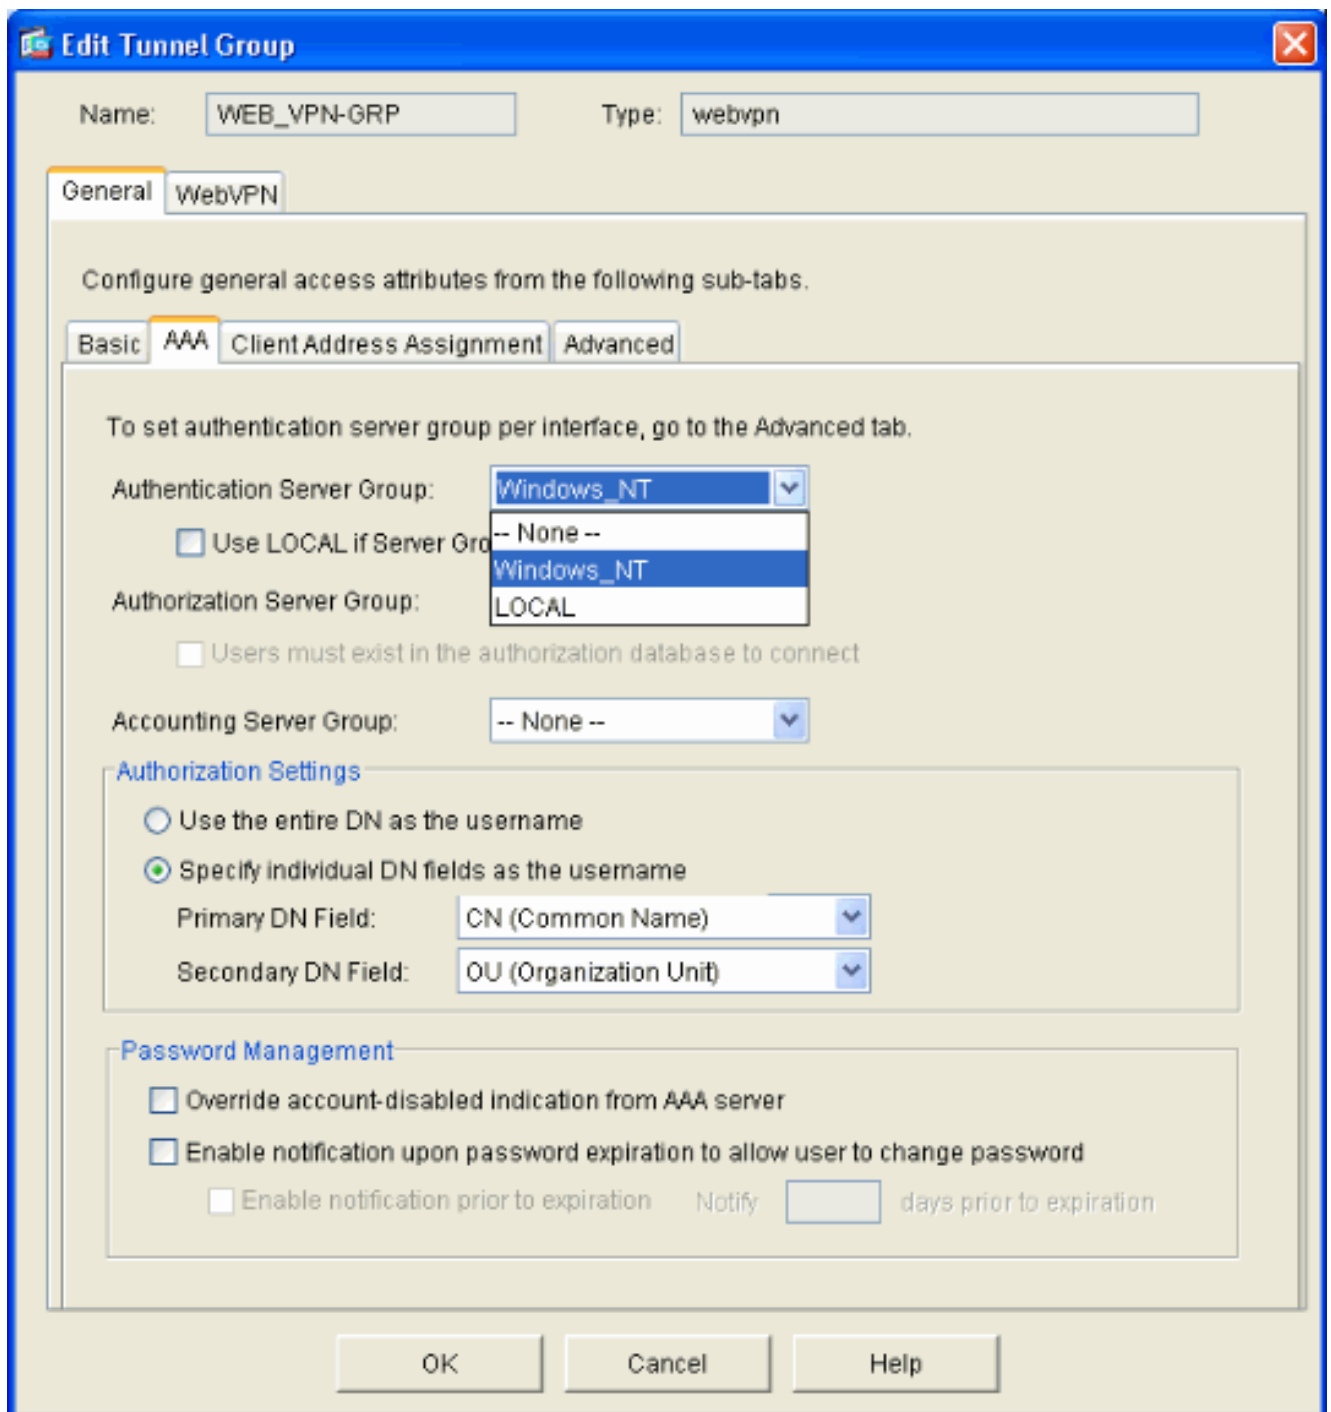 Edit Tunnel Group
Name: WEB_VPN-GRP Type: webvpn
General WebVPN
Configure general access attributes from the following sub-tabs.
Basic AAA Client Address Assignment Advanced
To set authentication server group per interface, go to the Advanced tab.
Authentication Server Group: Windows_NT
-- None --
Use LOCAL if Server Gro
Windows_NT
Authorization Server Group: LOCAL
Users must exist in the authorization database to connect
Accounting Server Group: -- None --
Authorization Settings
Use the entire DN as the username
Specify individual DN fields as the username
Primary DN Field: CN (Common Name)
Secondary DN Field: OU (Organization Unit)
Password Management
Override account-disabled indication from AAA server
Enable notification upon password expiration to allow user to change password
Enable notification prior to expiration Notify days prior to expiration
OK Cancel Help